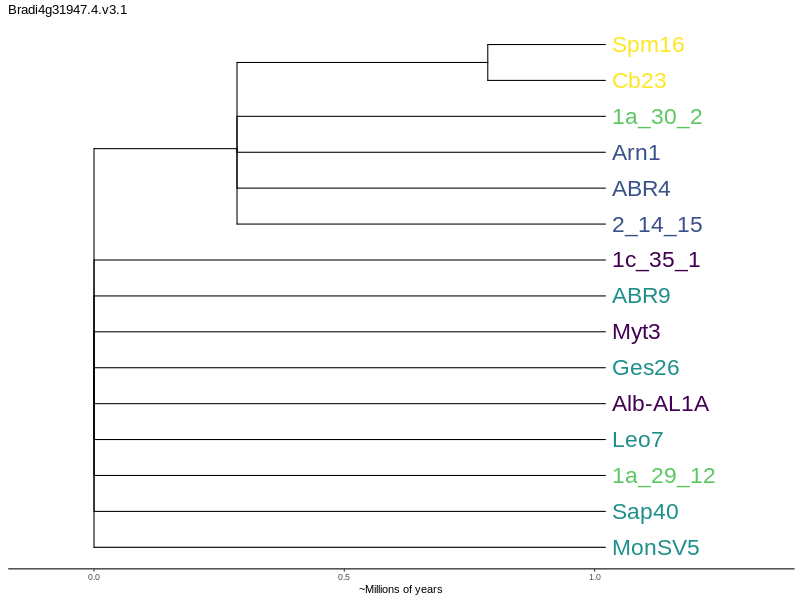 Bradi4g31947.4.v3.1
Spm16
Cb23
1a_30_2
Arn1
ABR4
2_14_15
1c_35_1
ABR9
Myt3
Ges26
Alb-AL1A
Leo7
1a_29_12
Sap40
MonSV5
0.0 0.5 1.0
~Millions of years